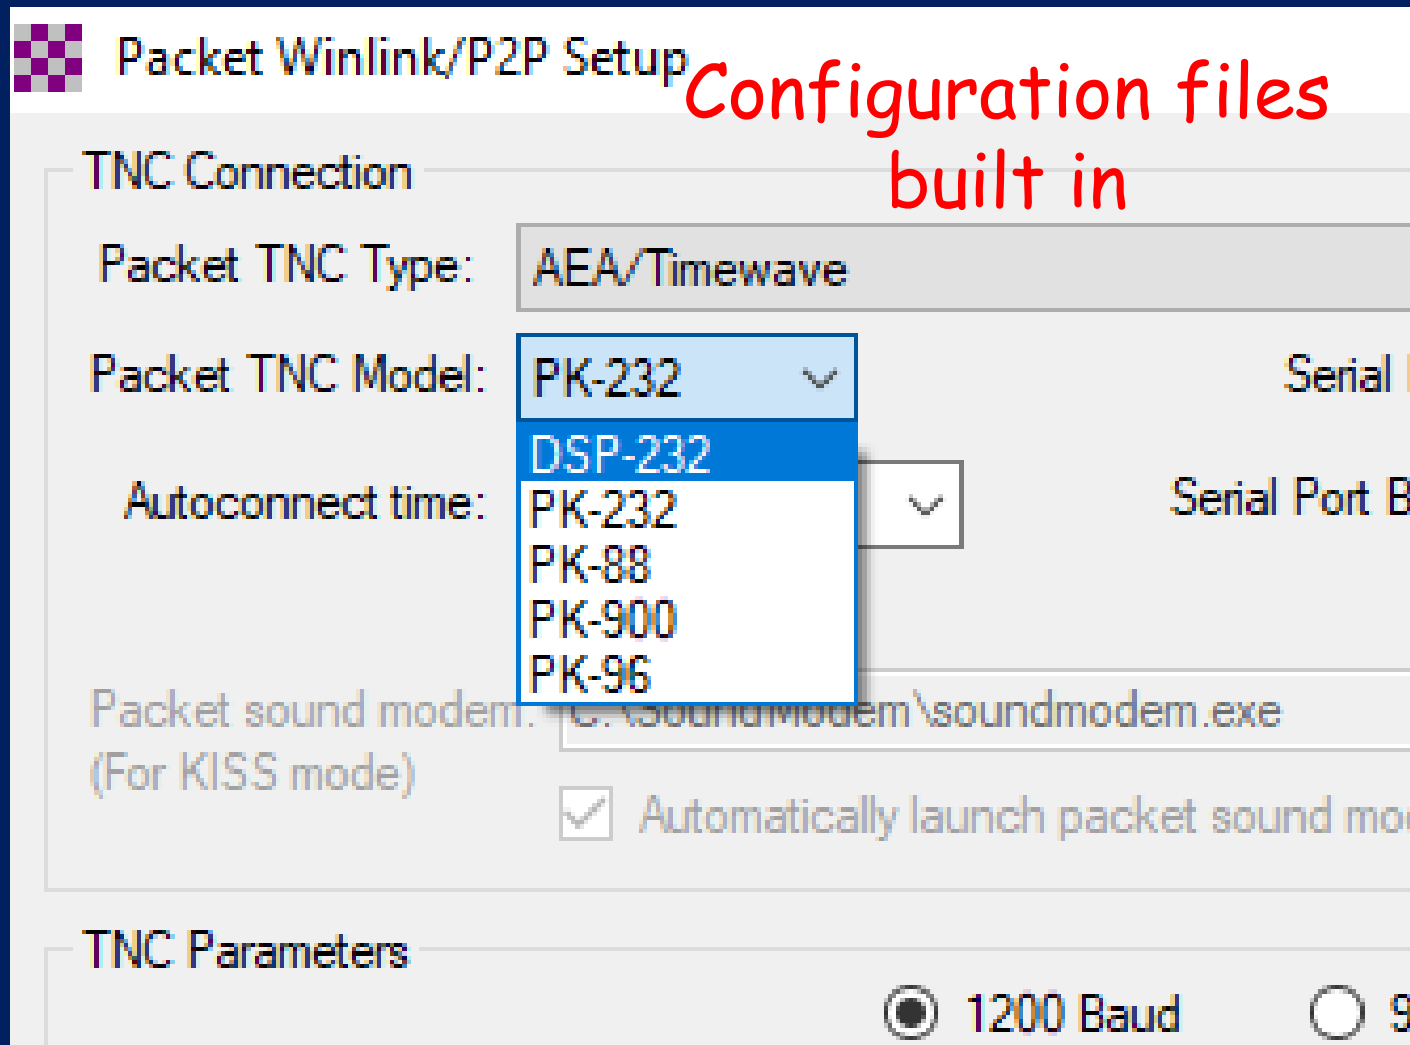 Packet Winlink/P2P Setup
Configuration files
built in
TNC Connection
Packet TNC Type: AEA/Timewave
Packet TNC Model: PK-232 Serial
DSP-232
Autoconnect time: Serial Port
PK-232
PK-88
PK-900
PK-96
Packet sound modem: C:\SoundModem\soundmodem.exe
(For KISS mode)
Automatically launch packet sound
TNC Parameters
1200 Baud 9